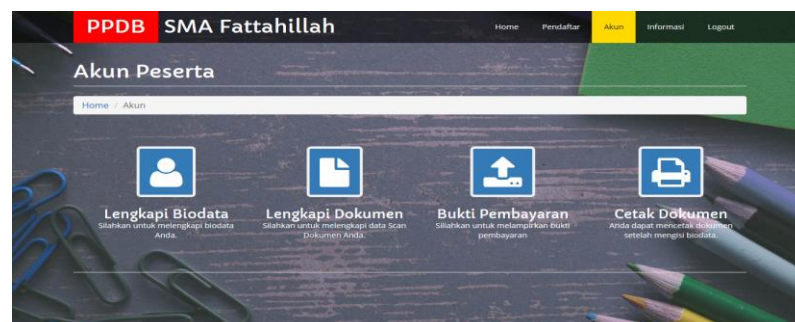 PPDB SMA Fattahillah
Home Pendaftar Akun Informasi Logout
Akun Peserta
Home / Akun
Lengkapi Biodata
Silahkan untuk melengkapi biodata
Anda.
Lengkapi Dokumen
Silahkan untuk melengkapi data Scan
Dokumen Anda.
Bukti Pembayaran
Silahkan untuk melampirkan bukti
pembayaran
Cetak Dokumen
Anda dapat mencetak dokumen
setelah mengisi biodata.